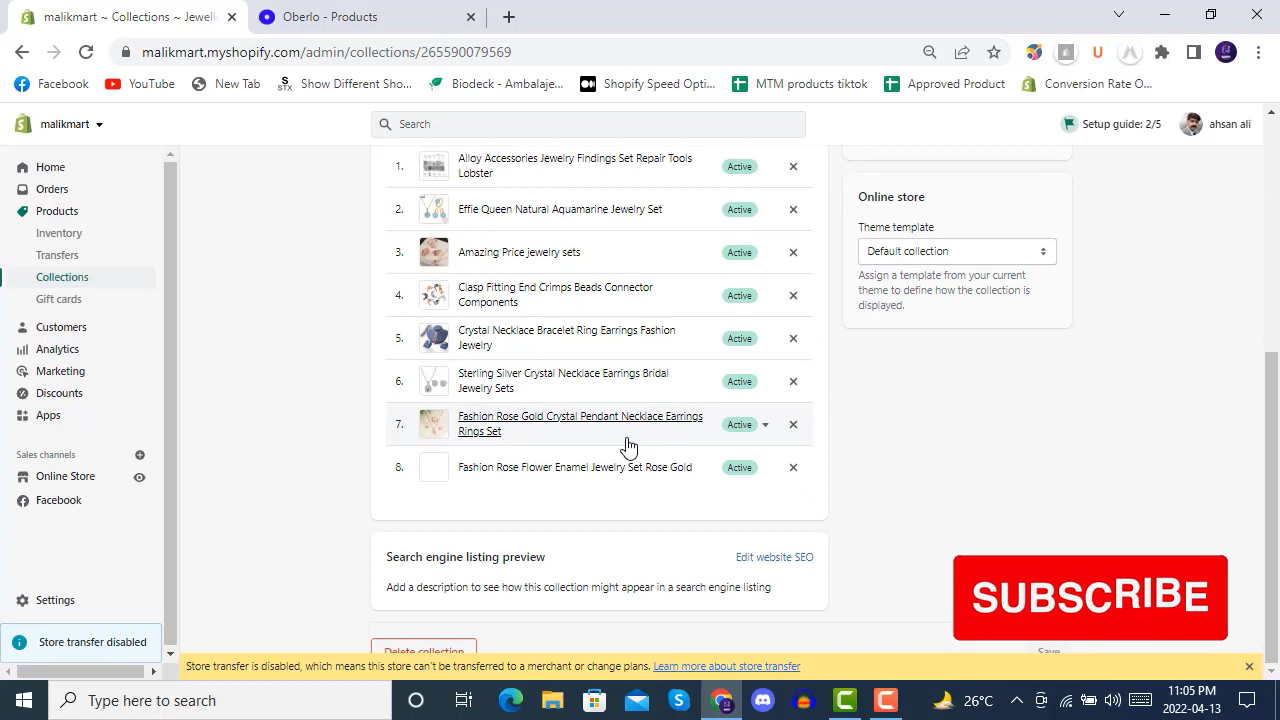 malikmart ~ Collections ~ Jewell
Oberlo - Products
malikmart.myshopify.com/admin/collections/265590079569
Facebook
YouTube
New Tab
STX
Show Different Sho...
Biodeck - Ambalaje...
Shopify Speed Opti...
MTM products tiktok
Approved Product
Conversion Rate O...
malikmart
Search
Setup guide: 2/5
ahsan ali
Home
Orders
Products
Inventory
Transfers
Collections
Gift cards
Customers
Analytics
Marketing
Discounts
Apps
Sales channels
Online Store
Facebook
Settings
Store transfer disabled
1. Alloy Accessories Jewelry Findings Set Repair Tools Active
Lobster
2. Effie Queen Natural Aquamarine Jewelry Set Active
3. Amazing Price jewelry sets Active
4. Clasp Fitting End Crimps Beads Connector Active
Components
5. Crystal Necklace Bracelet Ring Earrings Fashion Active
Jewelry
6. Sterling Silver Crystal Necklace Earrings Bridal Active
Jewelry Sets
7. Fashion Rose Gold Crystal Pendant Necklace Earrings Active
Rings Set
8. Fashion Rose Flower Enamel Jewelry Set Rose Gold Active
Search engine listing preview
Edit website SEO
Add a description to see how this collection might appear in a search engine listing
Delete collection
Save
Online store
Theme template
Default collection
Assign a template from your current
theme to define how the collection is
displayed.
SUBSCRIBE
Store transfer is disabled, which means this store can't be transferred to a merchant or change plans. Learn more about store transfer
Type here to search
26°C
11:05 PM
2022-04-13